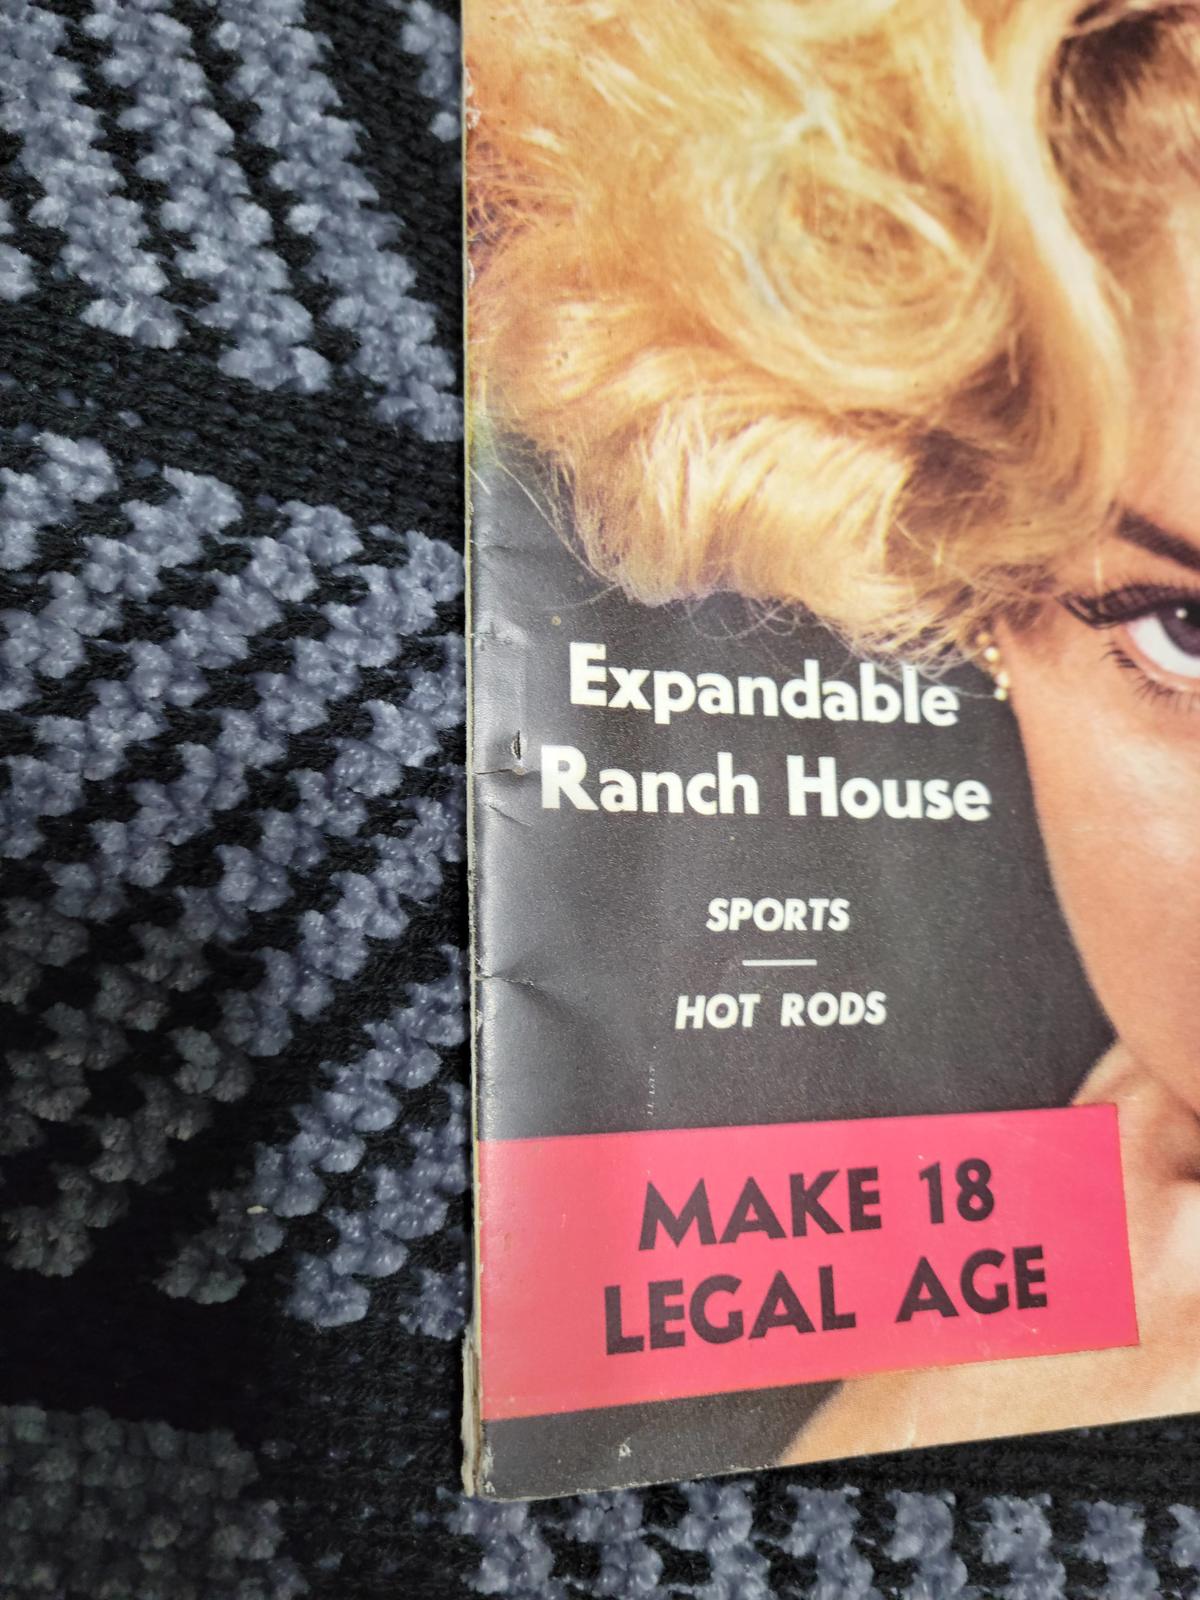 Expandable
Ranch House
SPORTS
HOT RODS
MAKE 18
LEGAL AGE